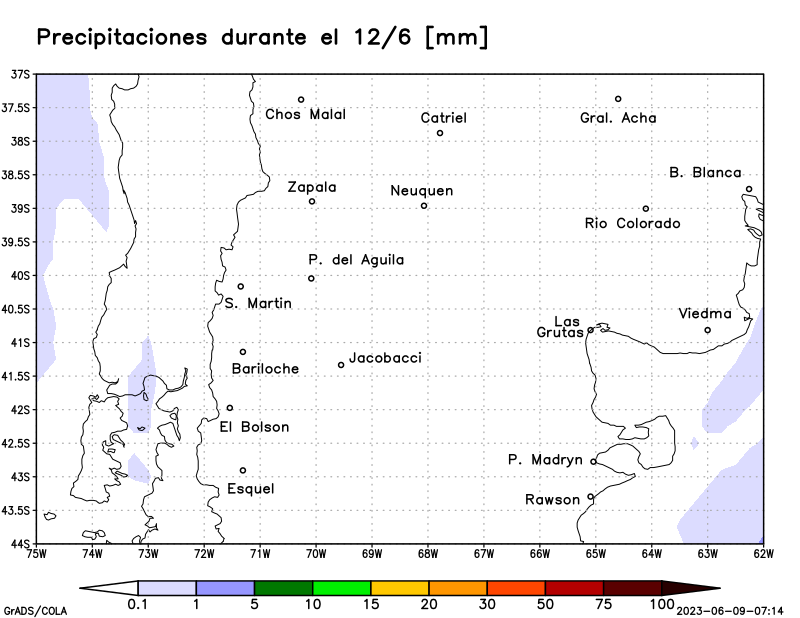 Precipitaciones durante el 12/6 [mm]
37S
Chos Malal
Gral. Acha
37.5S
Catriel
38S
B. Blanca
38.5S
Zapala
Neuquen
39S
Rio Colorado
39.5S
P. del Aguila
40S
S. Martin
40.5S
Viedma
Las
Grutas
41S
Bariloche
Jacobacci
41.5S
42S
El Bolson
42.5S
P. Madryn
43S
Esquel
Rawson
43.5S
44S
75W 74W 73W 72W 71W 70W 69W 68W 67W 66W 65W 64W 63W 62W
0.1 1 5 10 15 20 30 50 75 100
GrADS/COLA
2023-06-09-07:14